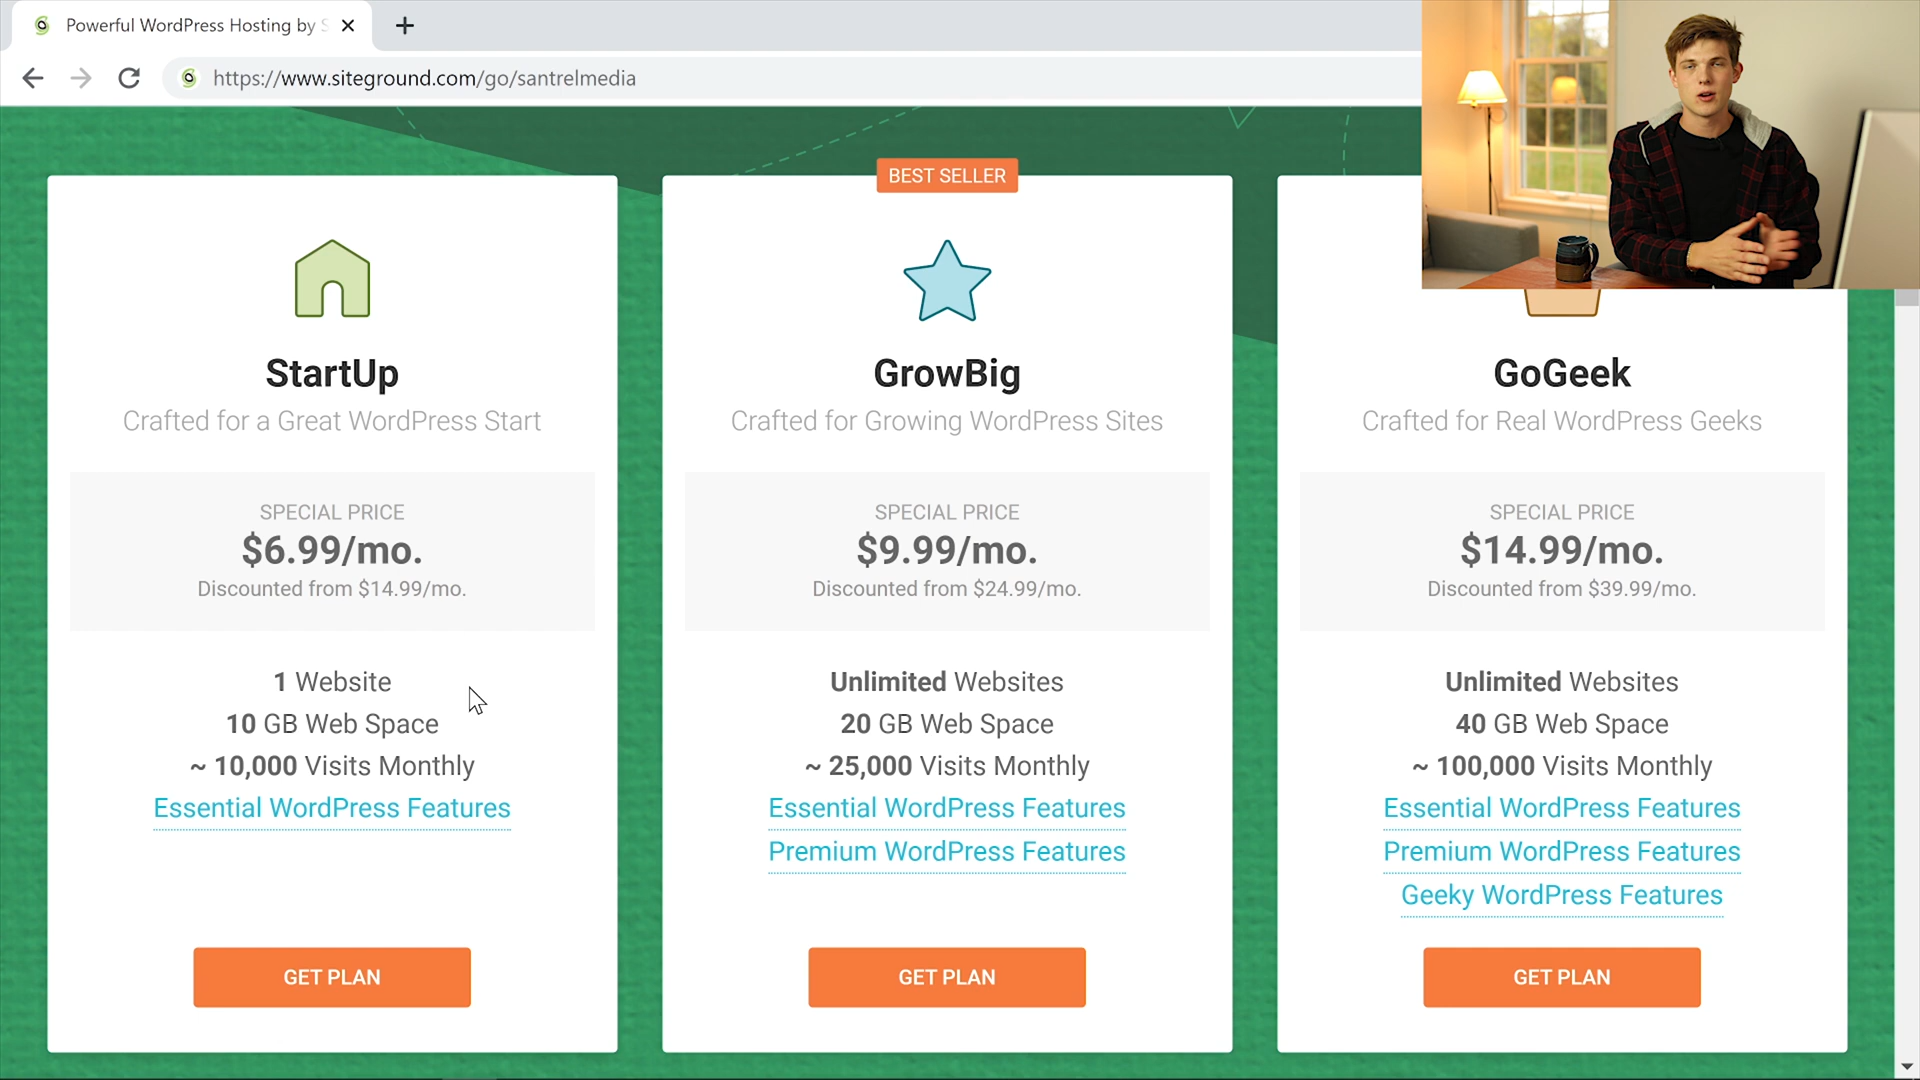 Powerful WordPress Hosting by S
https://www.siteground.com/go/santrelmedia
BEST SELLER
StartUp
Crafted for a Great WordPress Start
SPECIAL PRICE
$6.99/mo.
Discounted from $14.99/mo.
1 Website
10 GB Web Space
~ 10,000 Visits Monthly
Essential WordPress Features
GET PLAN
GrowBig
Crafted for Growing WordPress Sites
SPECIAL PRICE
$9.99/mo.
Discounted from $24.99/mo.
Unlimited Websites
20 GB Web Space
~ 25,000 Visits Monthly
Essential WordPress Features
Premium WordPress Features
GET PLAN
GoGeek
Crafted for Real WordPress Geeks
SPECIAL PRICE
$14.99/mo.
Discounted from $39.99/mo.
Unlimited Websites
40 GB Web Space
~ 100,000 Visits Monthly
Essential WordPress Features
Premium WordPress Features
Geeky WordPress Features
GET PLAN